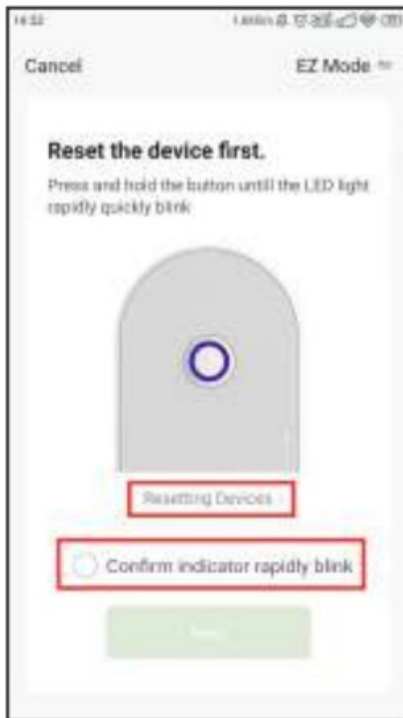 Cancel
EZ Mode
Reset the device first.
Press and hold the button untill the LED light
rapidly quickly blink
Resetting Devices
Confirm indicator rapidly blink